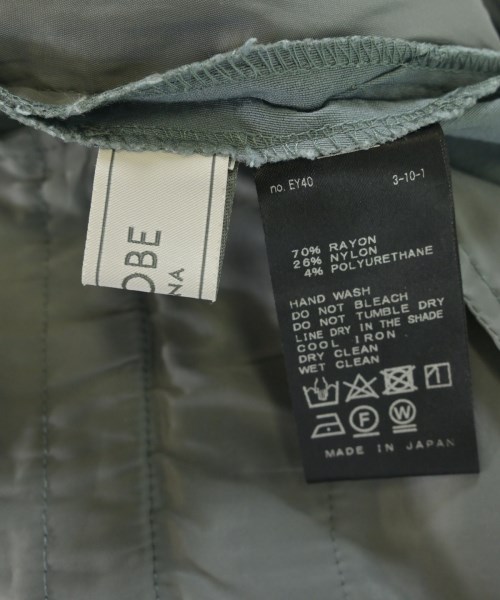 OBE
NA
no. EY40 3-10-1
70% RAYON
26% NYLON
4% POLYURETHANE
HAND WASH
DO NOT BLEACH
DO NOT TUMBLE DRY
LINE DRY IN THE SHADE
COOL IRON
DRY CLEAN
WET CLEAN
F W
MADE IN JAPAN